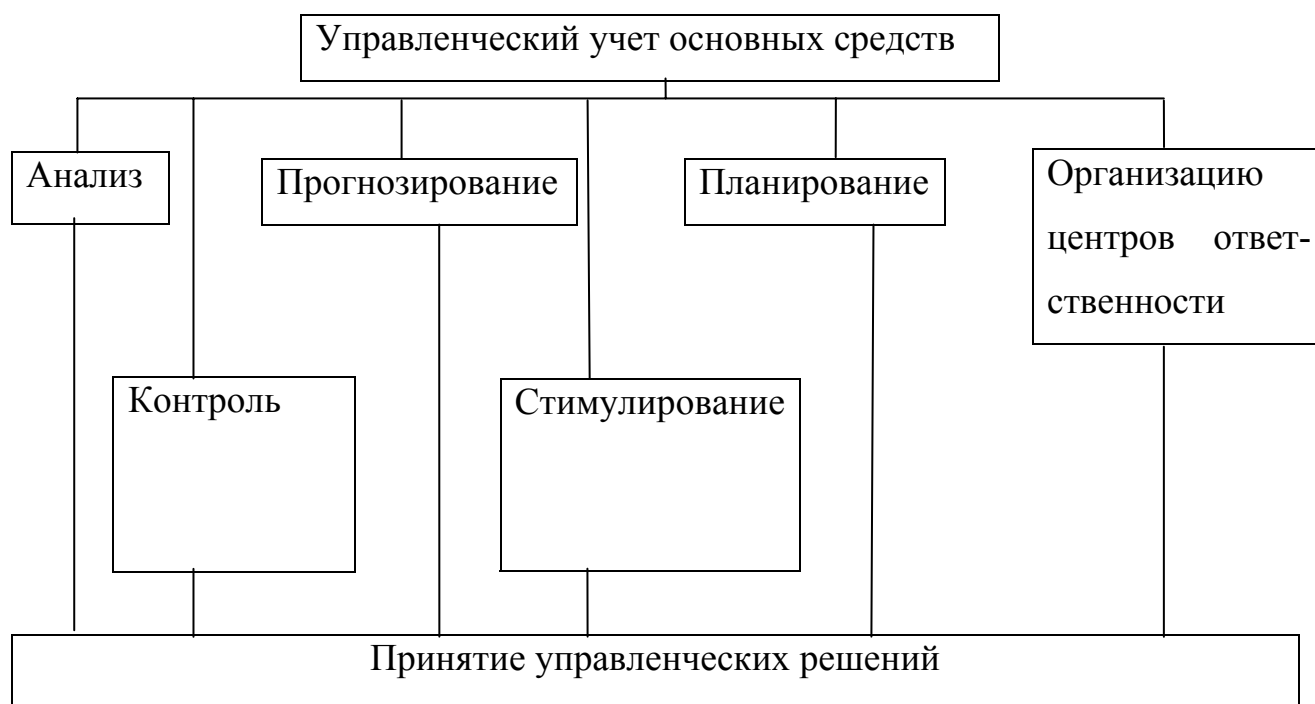 Управленческий учет основных средств
Анализ
Прогнозирование
Планирование
Организацию
центров ответ-
ственности
Контроль
Стимулирование
Принятие управленческих решений